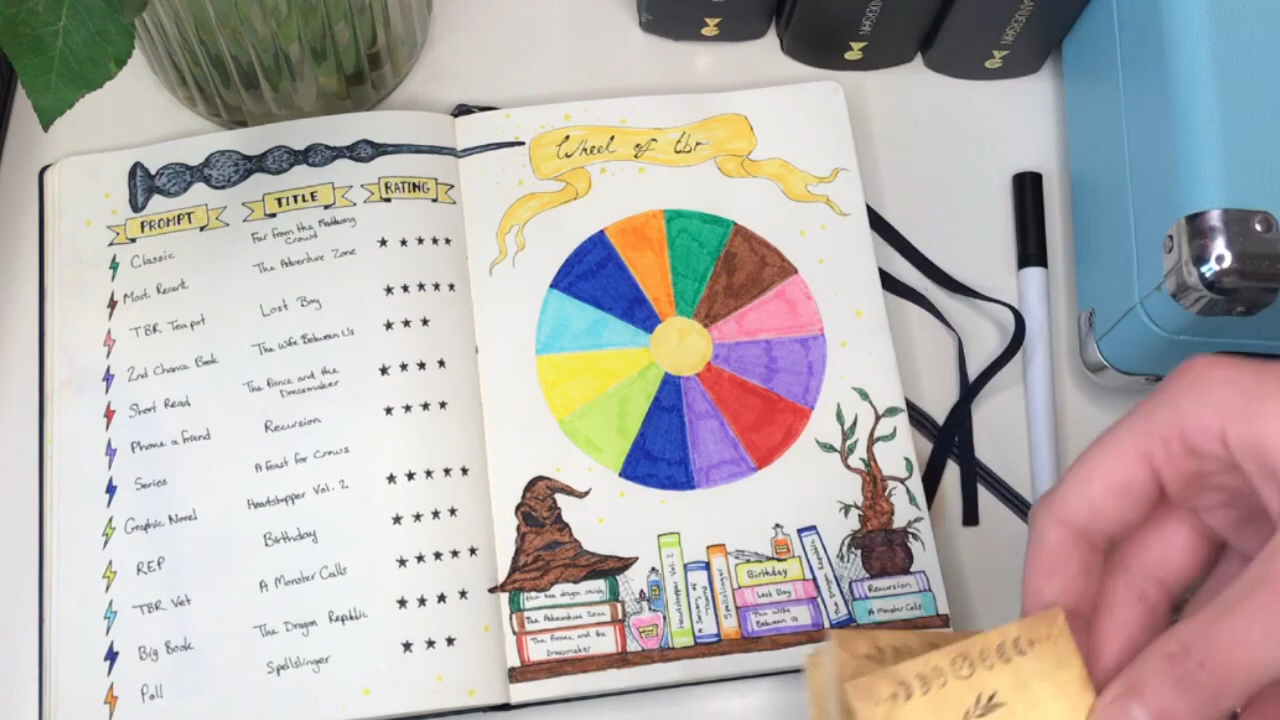 PROMPT TITLE RATING
Classic Far from the Maddening Crowd
Most Recent The Adventure Zone
TBR Teapot Lost Boy
2nd Chance Book The Wife Between Us
Short Read The Prince and the Dressmaker
Phone a friend Recursion
Series A Feast for Crows
Graphic Novel Heartstopper Vol. 2
REP Birthday
TBR Vet A Monster Calls
Big Book The Dragon Republic
Poll Spellslinger
Wheel of tbr
The Adventure Zone
The Prince and the
Dressmaker
Heartstopper Vol. 2
Spellslinger
Birthday
Lost Boy
The Wife
Between Us
The Dragon Republic
Recursion
A Monster Calls